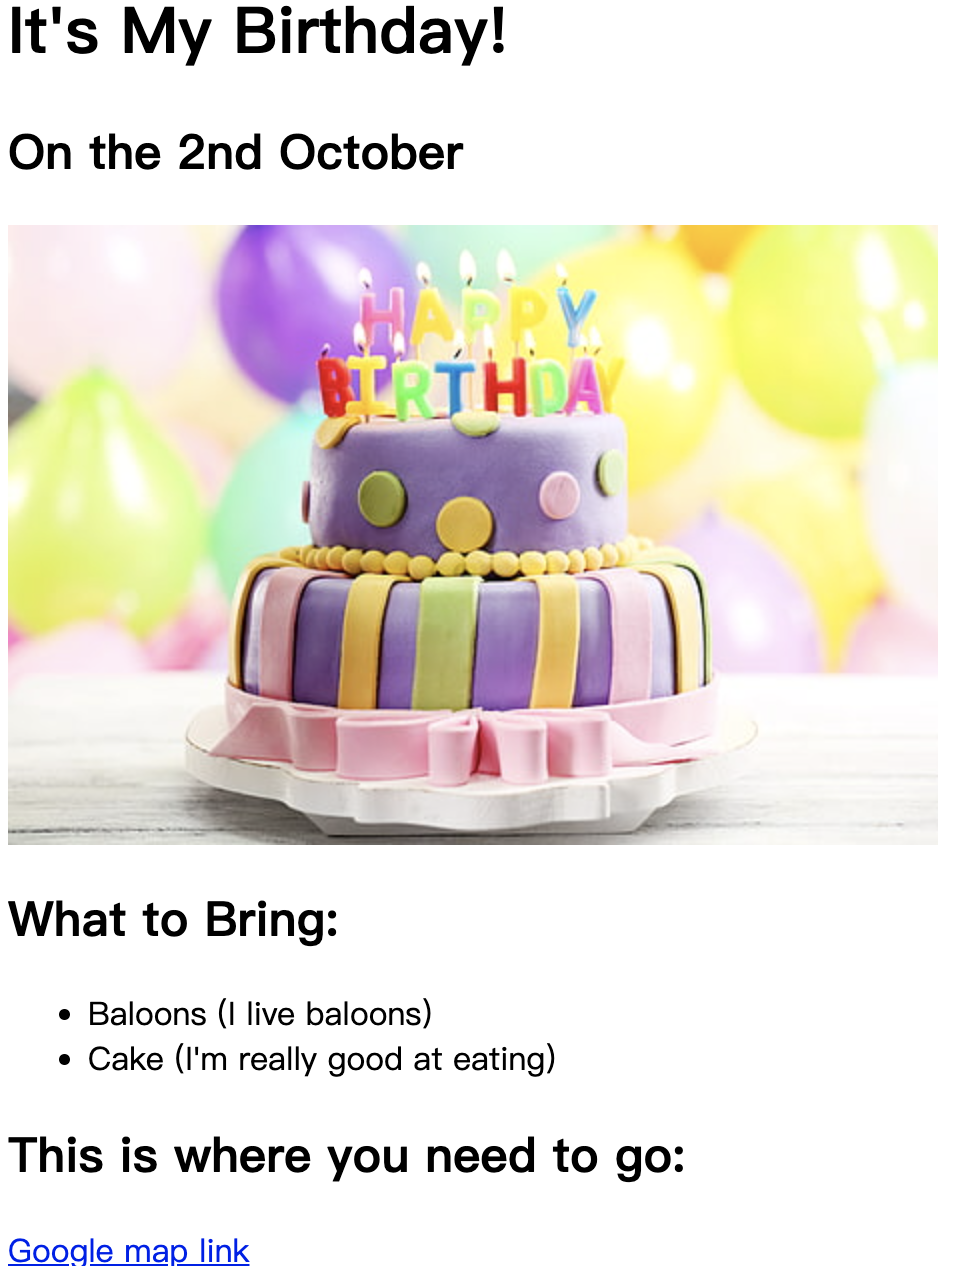 It's My Birthday!
On the 2nd October
HAPPY
BIRTHDAY
What to Bring:
Baloons (I live baloons)
Cake (I'm really good at eating)
This is where you need to go:
Google map link